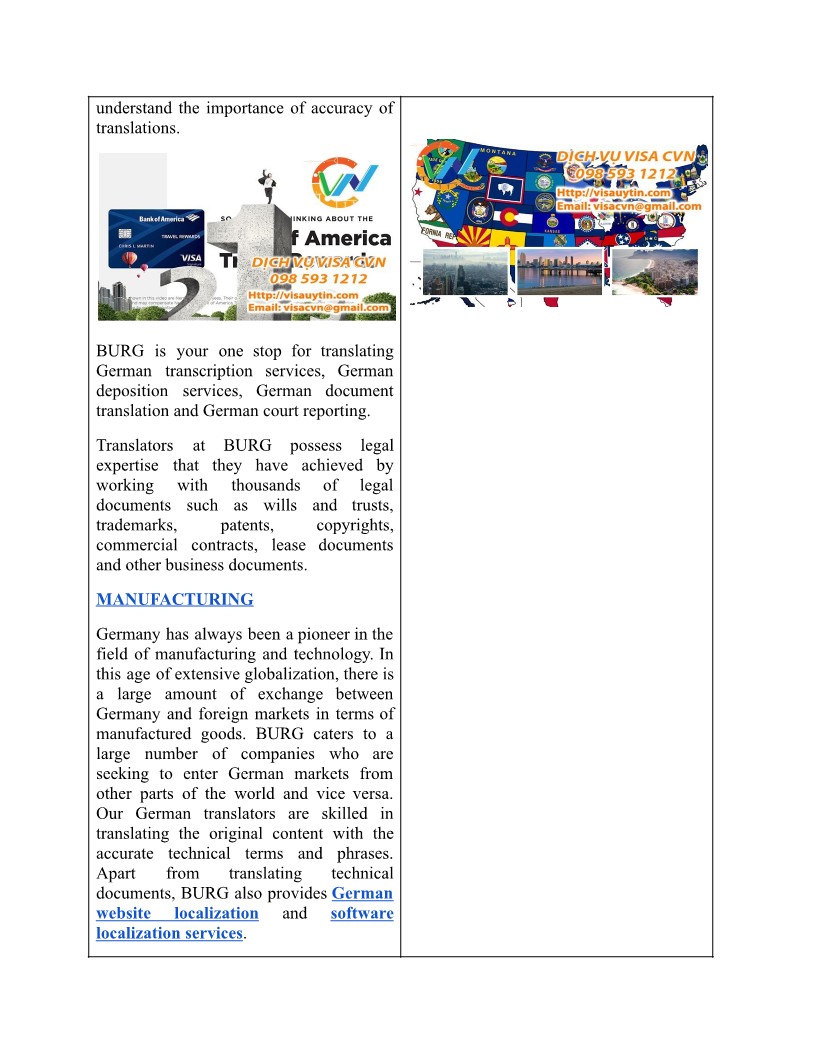 understand the importance of accuracy of
translations.
Bank of America
TRAVEL REWARDS
CHRIS L MARTIN
VISA
INKING ABOUT THE
f America
DICH VU VISA CVN
098 593 1212
Http://visauytin.com
Email: visacvn@gmail.com
BURG is your one stop for translating
German transcription services, German
deposition services, German document
translation and German court reporting.
Translators at BURG possess legal
expertise that they have achieved by
working with thousands of legal
documents such as wills and trusts,
trademarks, patents, copyrights,
commercial contracts, lease documents
and other business documents.
MANUFACTURING
Germany has always been a pioneer in the
field of manufacturing and technology. In
this age of extensive globalization, there is
a large amount of exchange between
Germany and foreign markets in terms of
manufactured goods. BURG caters to a
large number of companies who are
seeking to enter German markets from
other parts of the world and vice versa.
Our German translators are skilled in
translating the original content with the
accurate technical terms and phrases.
Apart from translating technical
documents, BURG also provides German
website localization and software
localization services.
MONTANA
DICH VU VISA CVN
098 593 1212
Http://visauytin.com
Email: visacvn@gmail.com
KANSAS